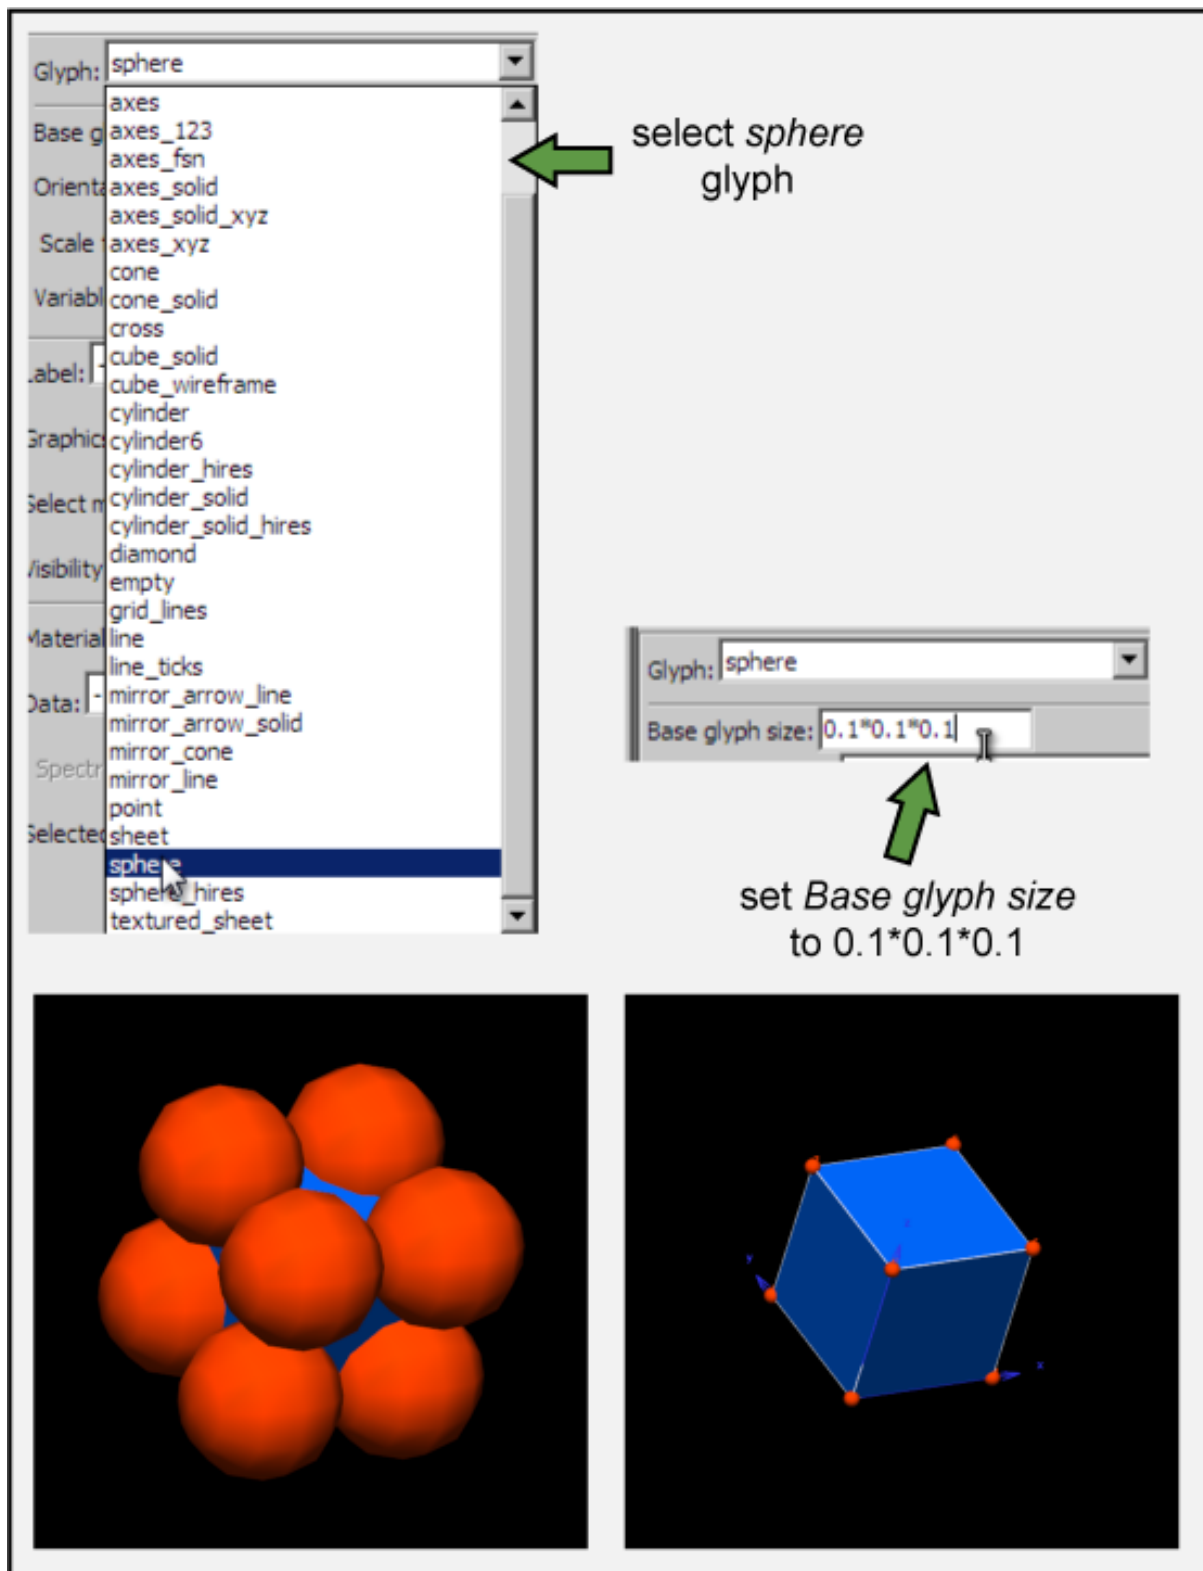 Glyph: sphere
axes
Base g axes_123
axes_fsn
Orienta axes_solid
axes_solid_xyz
Scale axes_xyz
cone
Variabl cone_solid
cross
cube_solid
abel:
cube_wireframe
cylinder
Graphics cylinder6
cylinder_hires
Select m cylinder_solid
cylinder_solid_hires
diamond
Visibility empty
grid_lines
Material line
line_ticks
Data: - mirror_arrow_line
mirror_arrow_solid
mirror_cone
Spectr
mirror_line
point
Selected sheet
sphere
sphere_hires
textured_sheet
select sphere
glyph
Glyph: sphere
Base glyph size: 0.1*0.1*0.1
set Base glyph size
to 0.1*0.1*0.1
y
x